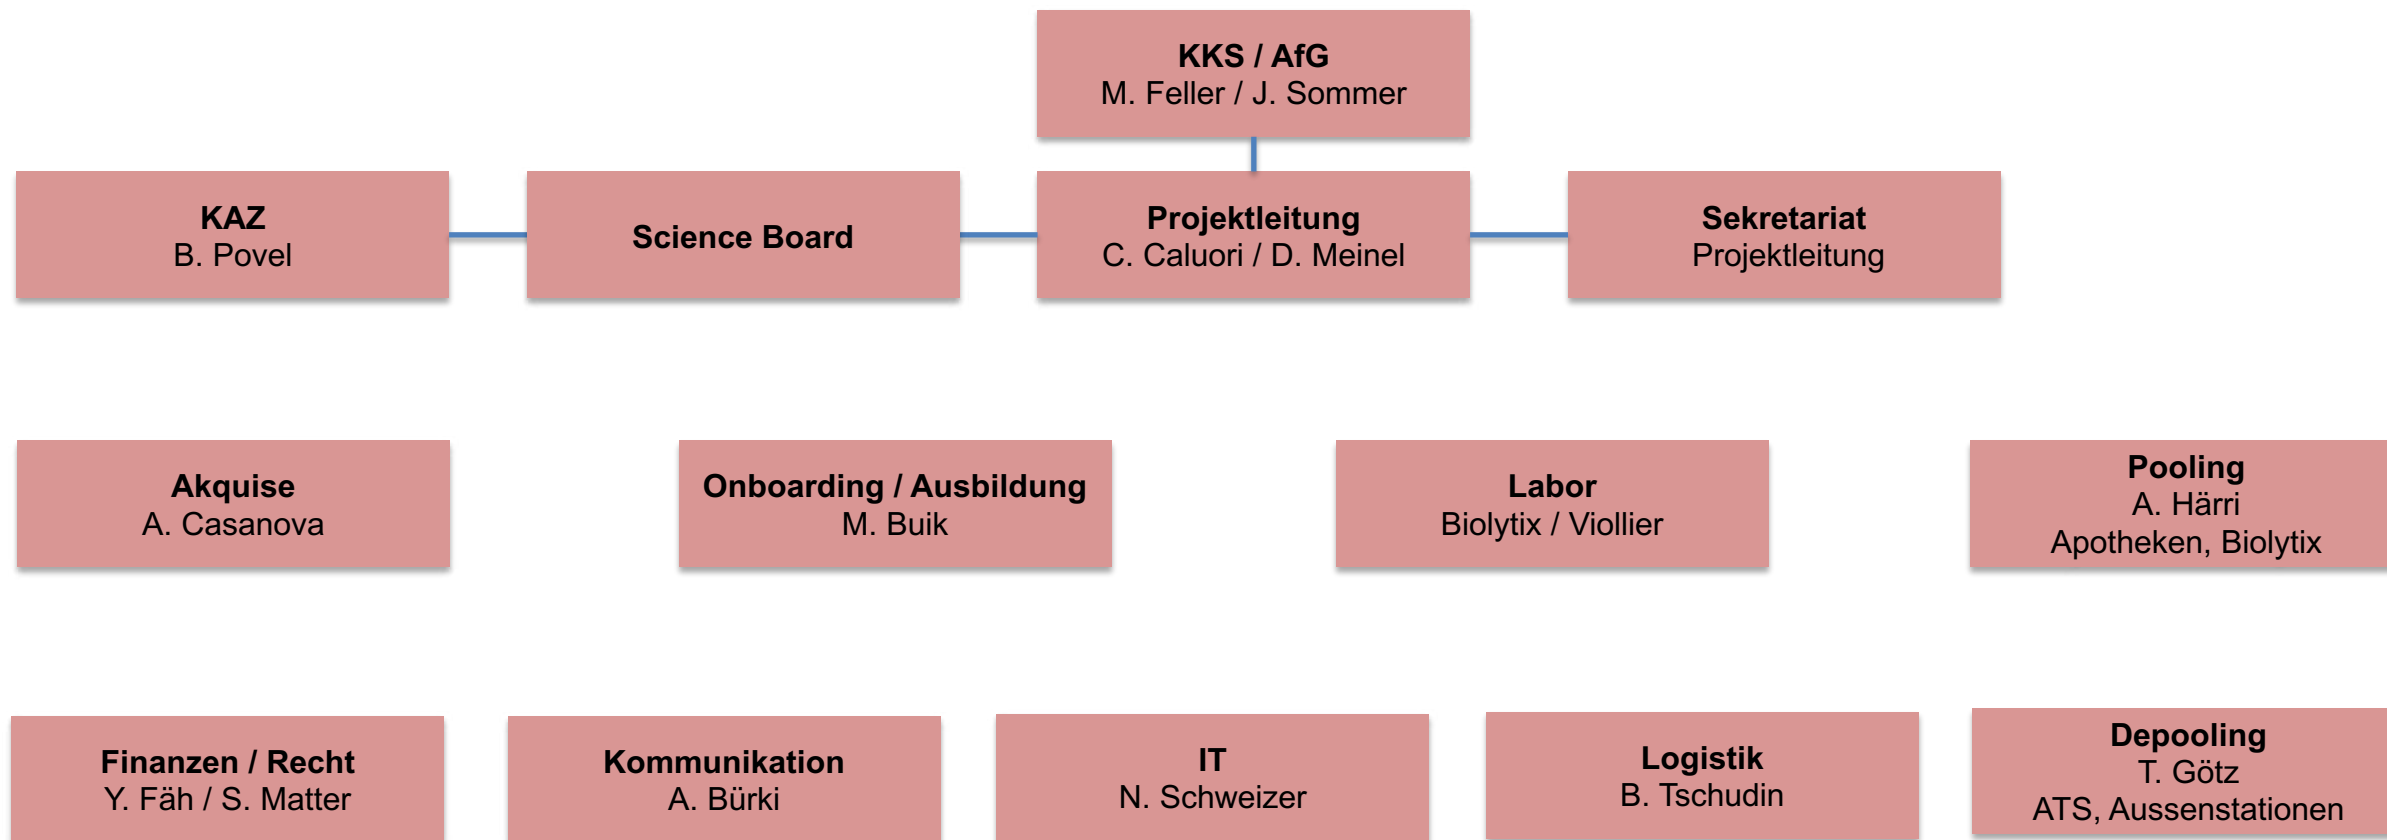 KKS / AfG
M. Feller / J. Sommer
KAZ
B. Povel
Science Board
Projektleitung
C. Caluori / D. Meinel
Sekretariat
Projektleitung
Akquise
A. Casanova
Onboarding / Ausbildung
M. Buik
Labor
Biolytix / Viollier
Pooling
A. Härri
Apotheken, Biolytix
Finanzen / Recht
Y. Fäh / S. Matter
Kommunikation
A. Bürki
IT
N. Schweizer
Logistik
B. Tschudin
Depooling
T. Götz
ATS, Aussenstationen